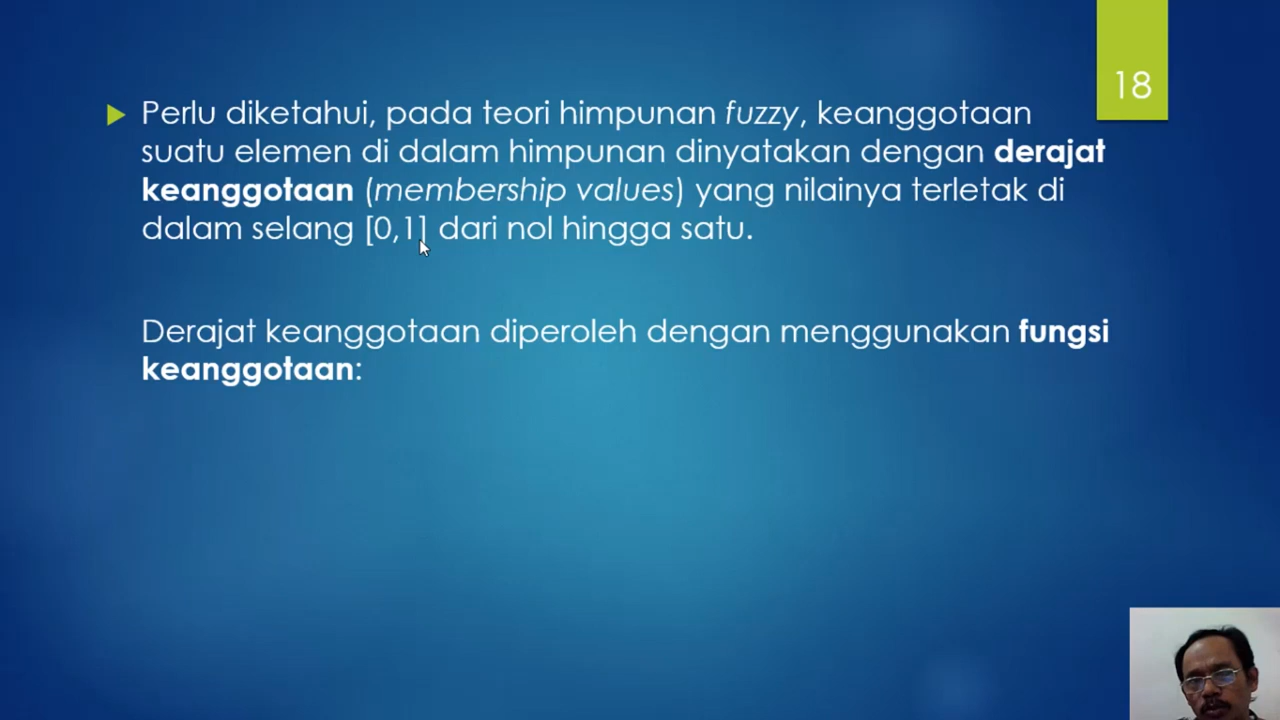 18
Perlu diketahui, pada teori himpunan fuzzy, keanggotaan
suatu elemen di dalam himpunan dinyatakan dengan derajat
keanggotaan (membership values) yang nilainya terletak di
dalam selang [0,1] dari nol hingga satu.
Derajat keanggotaan diperoleh dengan menggunakan fungsi
keanggotaan: